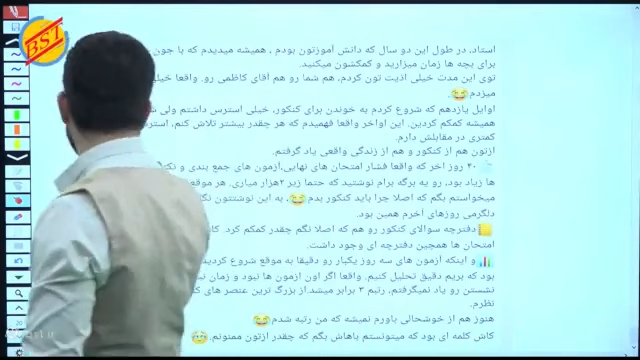 BST
استاد، در طول این دو سال که دانش آموزتون بودم ، همیشه میدیدم که با جون
برای بچه ها زمان میزارید و کمکشون میکنید.
توی این مدت خیلی اذیت تون کردم، هم شما رو هم آقای کاظمی رو. واقعا
میزدم😂.
اوایل یازدهم که شروع کردم به خوندن برای کنکور، خیلی استرس داشتم ولی
همیشه کمکم کردین. این اواخر واقعا فهمیدم که هر چقدر بیشتر تلاش کنم،
کمتری در مقابلش دارم.
ازتون هم از کنکور و هم از زندگی واقعی یاد گرفتم.
۲۰ روز اخر که واقعا فشار امتحان های نهایی،آزمون های جمع بندی و
ها زیاد بود، رو یه برگه برام نوشتید که حتما زیر ۲هزار میاری. هر
میخواستم بگم که اصلا چرا باید کنکور بدم😂، به این نوشتتون
دلگرمی روزهای آخرم همین بود.
📒دفترچه سوالای کنکور رو هم که اصلا نگم چقدر کمکم کرد.
امتحان ها همچین دفترچه ای وجود داشت.
📊و اینکه آزمون های سه روز یکبار رو دقیقا به موقع شروع کردید
بود که بریم دقیق تحلیل کنیم. واقعا اگر اون ازمون ها نبود و زمان
نشستن رو یاد نمیگرفتم، رتبم ۳ برابر میشد.از بزرگ ترین عنصر های
نظرم.
هنوز هم از خوشحالی باورم نمیشه که من رتبه شدم😂
کاش کلمه ای بود که میتونستم باهاش بگم که چقدر ازتون ممنونم.🥹